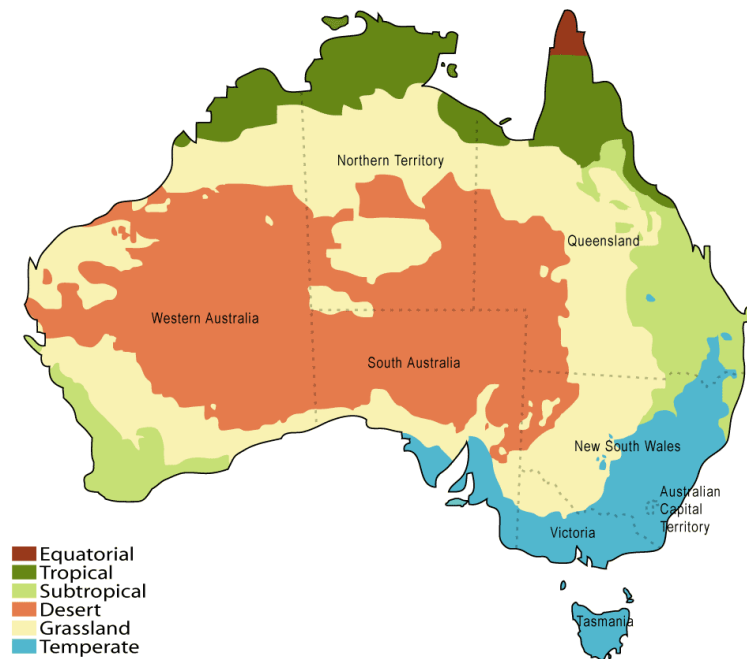 Northern Territory
Queensland
Western Australia
South Australia
New South Wales
Australian
Capital
Territory
Victoria
Tasmania
Equatorial
Tropical
Subtropical
Desert
Grassland
Temperate